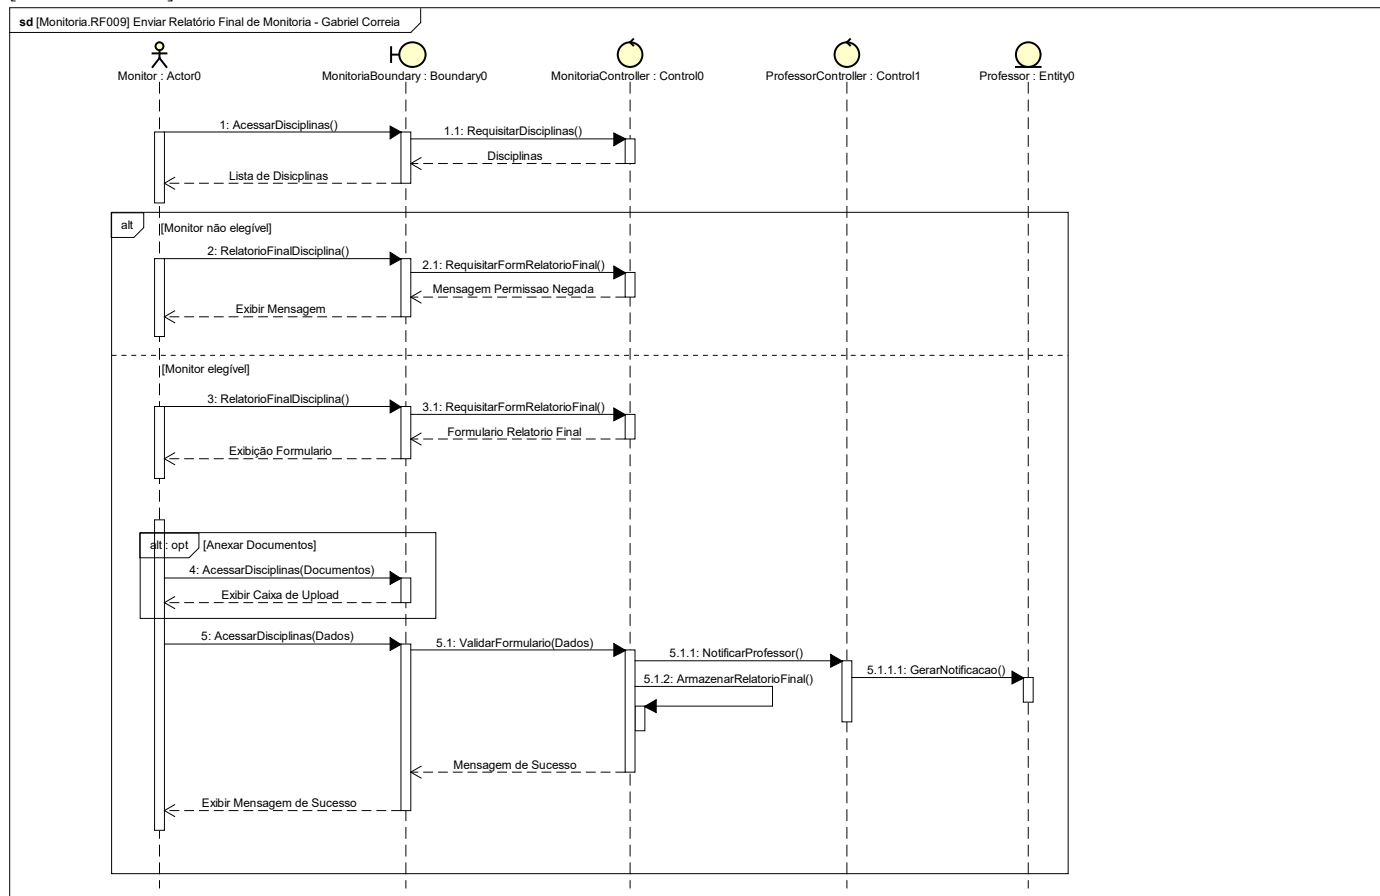 sd [Monitoria.RF009] Enviar Relatório Final de Monitoria - Gabriel Correia
Monitor : Actor0
MonitoriaBoundary : Boundary0
MonitoriaController : Control0
ProfessorController : Control1
Professor : Entity0
1: AcessarDisciplinas()
1.1: RequisitarDisciplinas()
Disciplinas
Lista de Disicplinas
alt
[Monitor não elegível]
2: RelatorioFinalDisciplina()
2.1: RequisitarFormRelatorioFinal()
Mensagem Permissao Negada
Exibir Mensagem
[Monitor elegível]
3: RelatorioFinalDisciplina()
3.1: RequisitarFormRelatorioFinal()
Formulario Relatorio Final
Exibição Formulario
alt : opt
[Anexar Documentos]
4: AcessarDisciplinas(Documentos)
Exibir Caixa de Upload
5: AcessarDisciplinas(Dados)
5.1: ValidarFormulario(Dados)
5.1.1: NotificarProfessor()
5.1.1.1: GerarNotificacao()
5.1.2: ArmazenarRelatorioFinal()
Mensagem de Sucesso
Exibir Mensagem de Sucesso